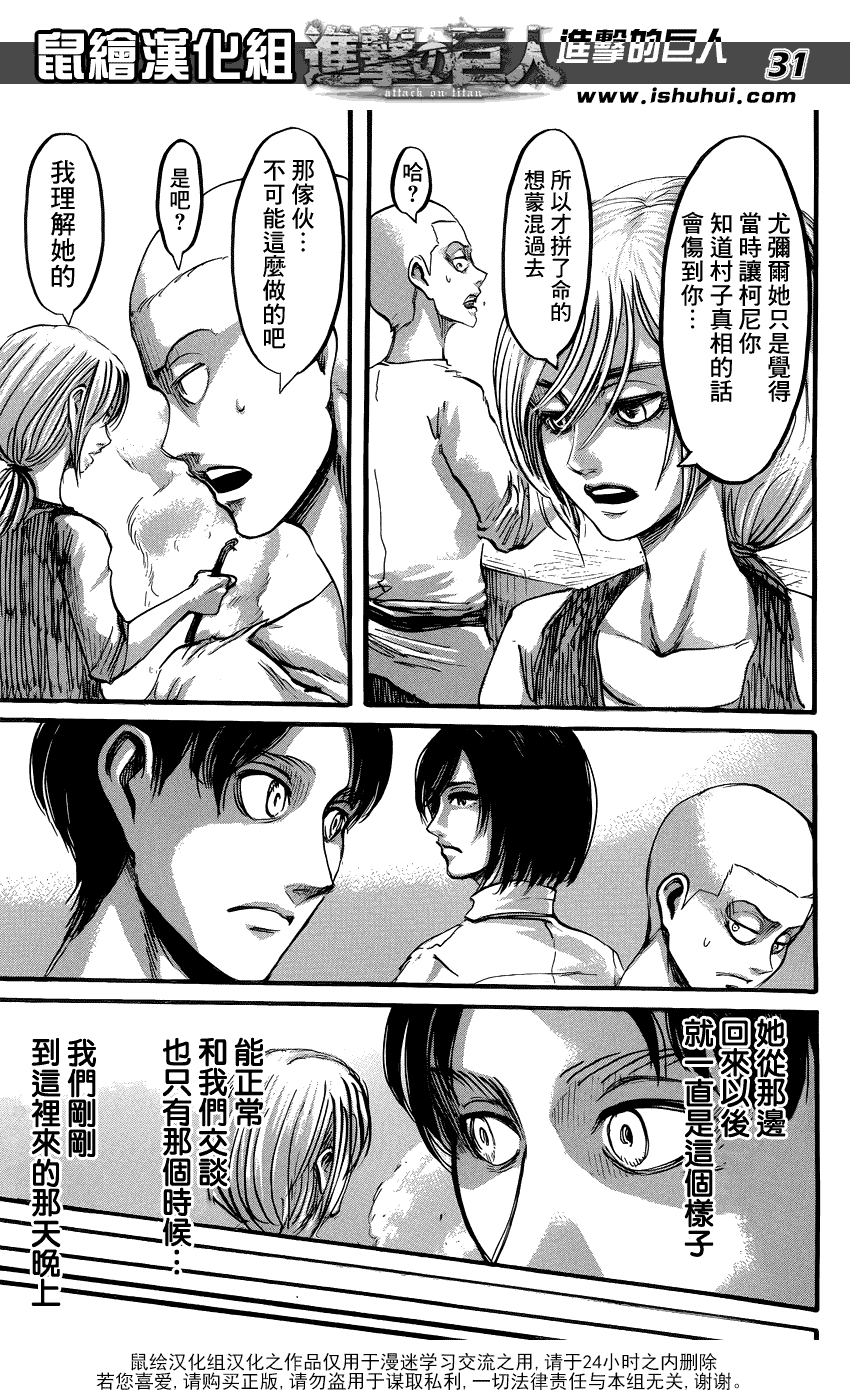 鼠繪漢化組
進撃の巨人
attack on titan
進擊的巨人
31
www.ishuhui.com
尤彌爾她只是覺得
當時讓柯尼你
知道村子真相的話
會傷到你…
所以才拼了命的
想蒙混過去
哈?
那傢伙…
不可能這麼做的吧
是吧?
我理解她的
她從那邊
回來以後
就一直是這個樣子
能正常
和我們交談
也只有那個時候…
我們剛剛
到這裡來的那天晚上
鼠绘汉化组汉化之作品仅用于漫迷学习交流之用,请于24小时之内删除
若您喜爱,请购买正版,请勿用于谋取私利,一切法律责任与本组无关,谢谢。